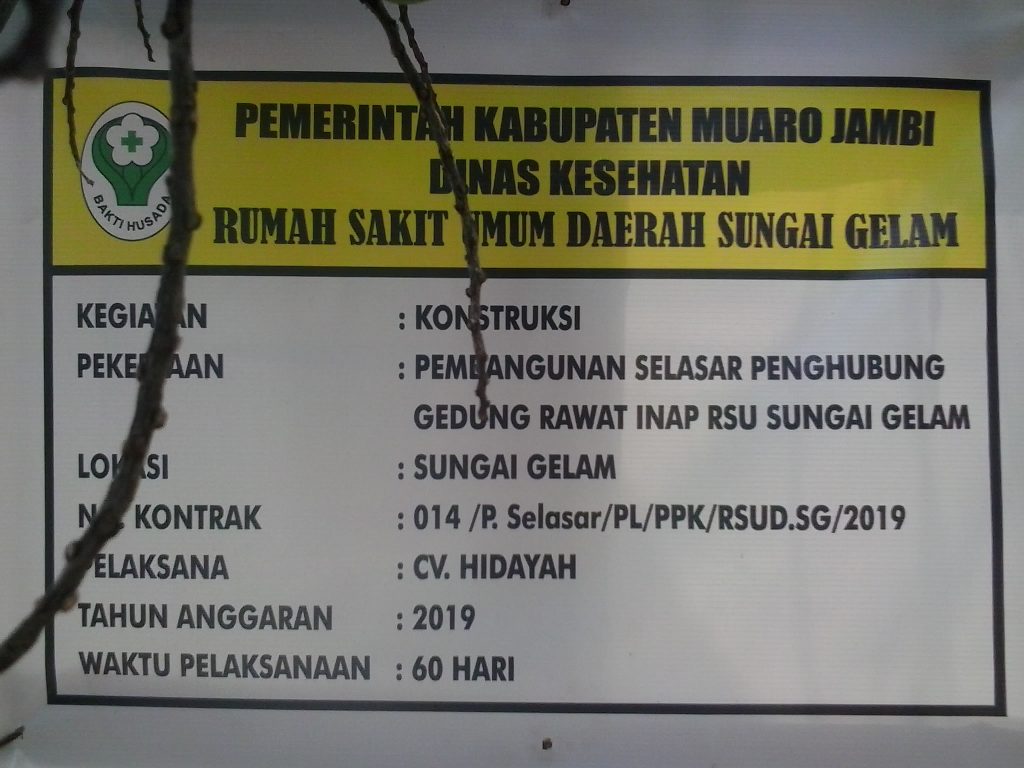 PEMERINTAH KABUPATEN MUARO JAMBI
DINAS KESEHATAN
RUMAH SAKIT UMUM DAERAH SUNGAI GELAM
BAKTI HUSADA
KEGIATAN : KONSTRUKSI
PEKERJAAN : PEMBANGUNAN SELASAR PENGHUBUNG
GEDUNG RAWAT INAP RSU SUNGAI GELAM
LOKASI : SUNGAI GELAM
NO. KONTRAK : 014 /P. Selasar/PL/PPK/RSUD.SG/2019
PELAKSANA : CV. HIDAYAH
TAHUN ANGGARAN : 2019
WAKTU PELAKSANAAN : 60 HARI